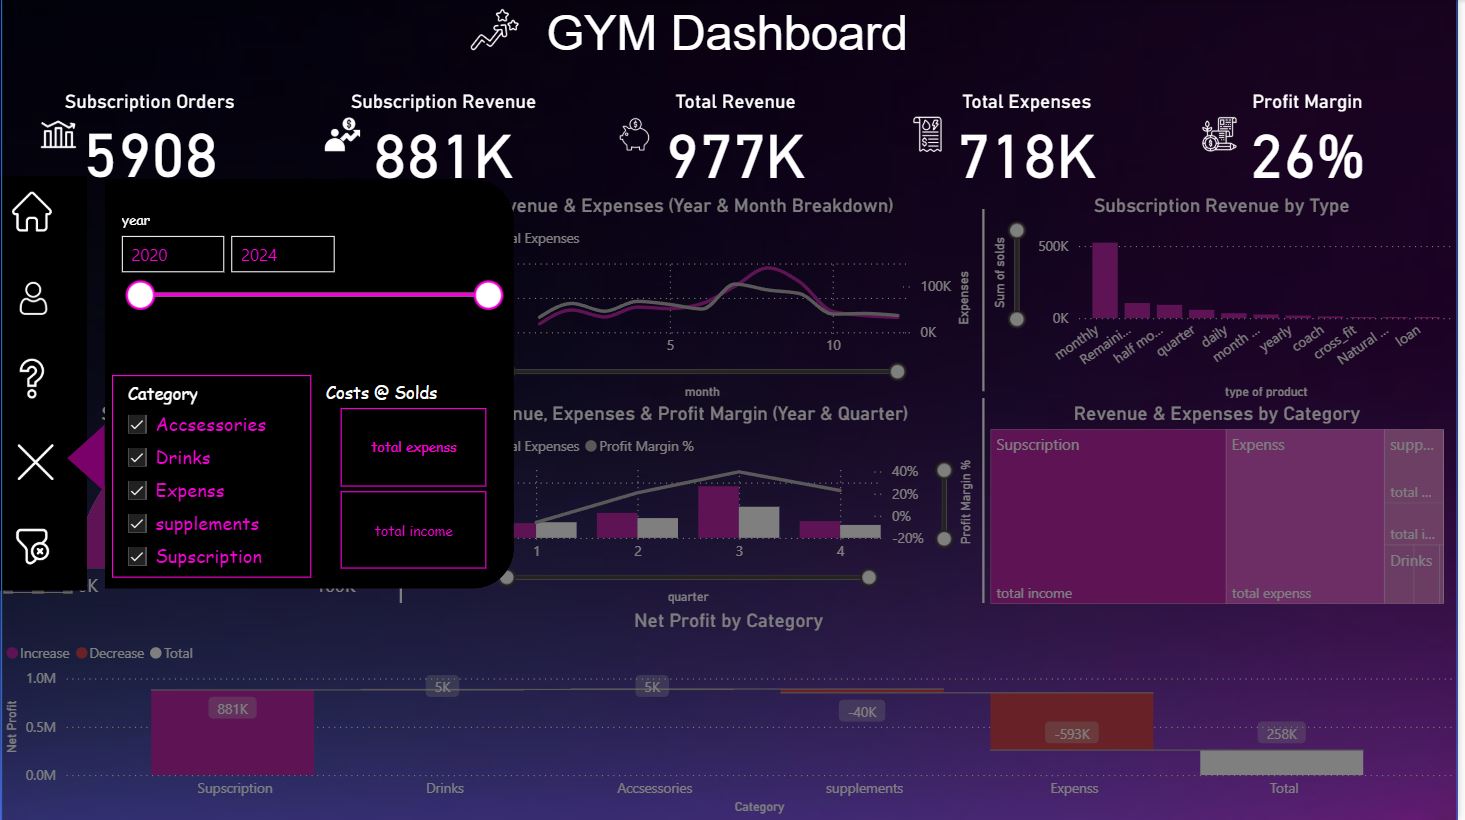 GYM Dashboard
Subscription Orders
5908
Subscription Revenue
881K
Total Revenue
977K
Total Expenses
718K
Profit Margin
26%
year
2020 2024
Category
Accsessories
Drinks
Expenss
supplements
Supscription
Costs @ Solds
total expenss
total income
venue & Expenses (Year & Month Breakdown)
al Expenses
100K
0K
Expenses
5 10
month
Subscription Revenue by Type
Sum of solds
500K
0K
monthly
Remaini...
half mo...
quarter
daily
month ...
yearly
coach
cross_fit
Natural ...
loan
type of product
nue, Expenses & Profit Margin (Year & Quarter)
al Expenses Profit Margin %
40%
20%
0%
-20%
Profit Margin %
1 2 3 4
quarter
Revenue & Expenses by Category
Supscription
total income
Expenss
total expenss
supp...
total ...
total i...
Drinks
Net Profit by Category
Increase Decrease Total
Net Profit
1.0M
0.5M
0.0M
881K
5K
5K
-40K
-593K
258K
Supscription Drinks Accsessories supplements Expenss Total
Category